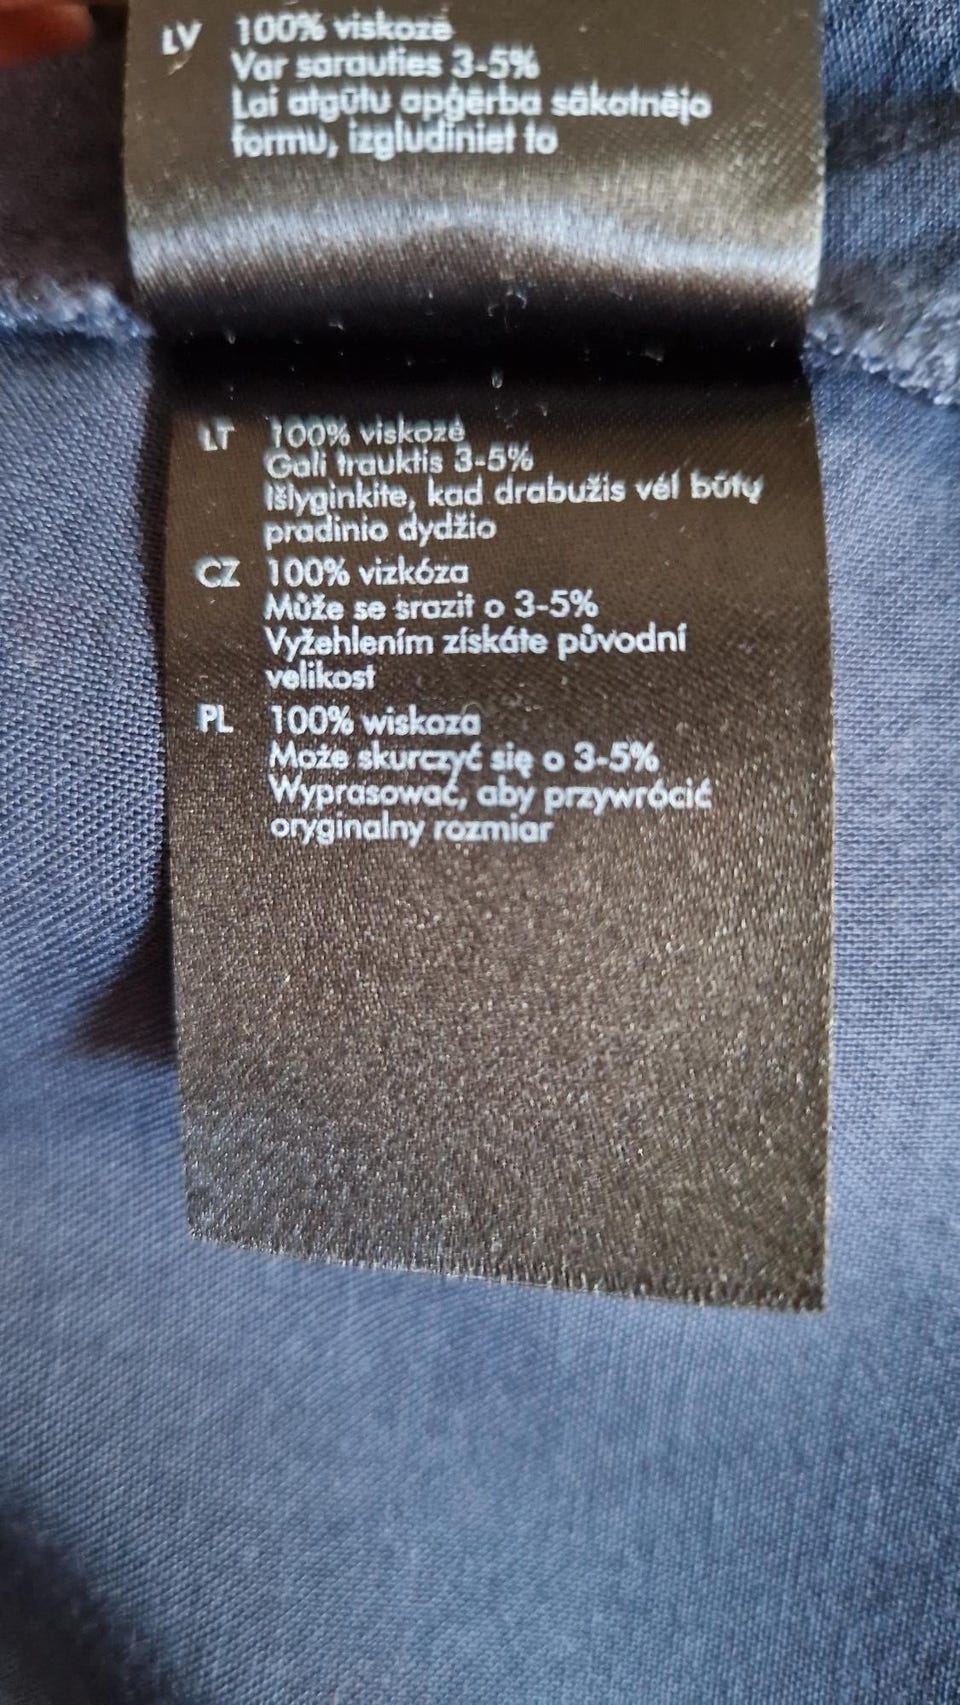 LV 100% viskoze
Var sarauties 3-5%
Lai atgūtu apģērba sākotnējo
formu, izgludiniet to
LT 100% viskozė
Gali trauktis 3-5%
Išlyginkite, kad drabužis vėl būtų
pradinio dydžio
CZ 100% vizkóza
Může se srazit o 3-5%
Vyžehlením získáte původní
velikost
PL 100% wiskoza
Może skurczyć się o 3-5%
Wyprasować, aby przywrócić
oryginalny rozmiar